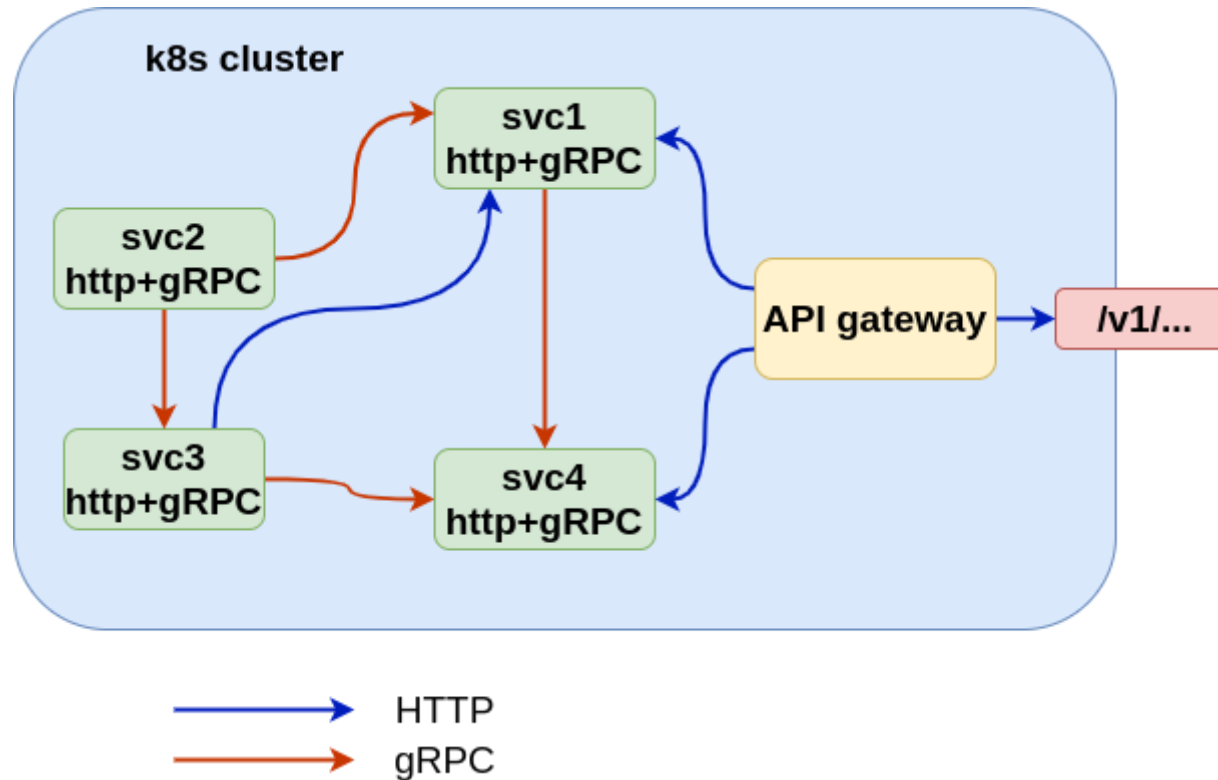 k8s cluster
svc1
http+gRPC
svc2
http+gRPC
API gateway
/v1/...
svc3
http+gRPC
svc4
http+gRPC
HTTP
gRPC